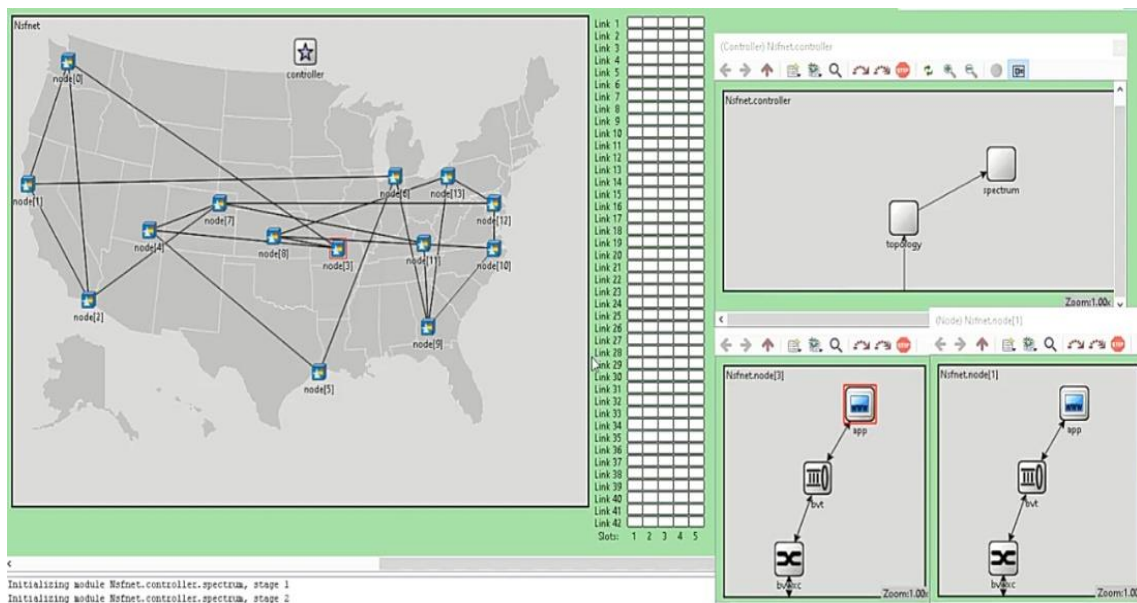 Nsfnet
controller
node[0]
node[1]
node[2]
node[7]
node[4]
node[8]
node[3]
node[6]
node[13]
node[12]
node[11]
node[10]
node[9]
node[5]
Link 1
Link 2
Link 3
Link 4
Link 5
Link 6
Link 7
Link 8
Link 9
Link 10
Link 11
Link 12
Link 13
Link 14
Link 15
Link 16
Link 17
Link 18
Link 19
Link 20
Link 21
Link 22
Link 23
Link 24
Link 25
Link 26
Link 27
Link 28
Link 29
Link 30
Link 31
Link 32
Link 33
Link 34
Link 35
Link 36
Link 37
Link 38
Link 39
Link 40
Link 41
Link 42
Slots: 1 2 3 4 5
(Controller) Nsfnet.controller
STOP
Nsfnet.controller
spectrum
topology
Zoom:1.00x
(Node) Nsfnet.node[1]
STOP
STOP
Nsfnet.node[3]
app
bvt
Zoom:1.00x
Nsfnet.node[1]
app
bvt
Zoom:1.00
Initializing module Nsfnet.controller.spectrum, stage 1
Initializing module Nsfnet.controller.spectrum, stage 2